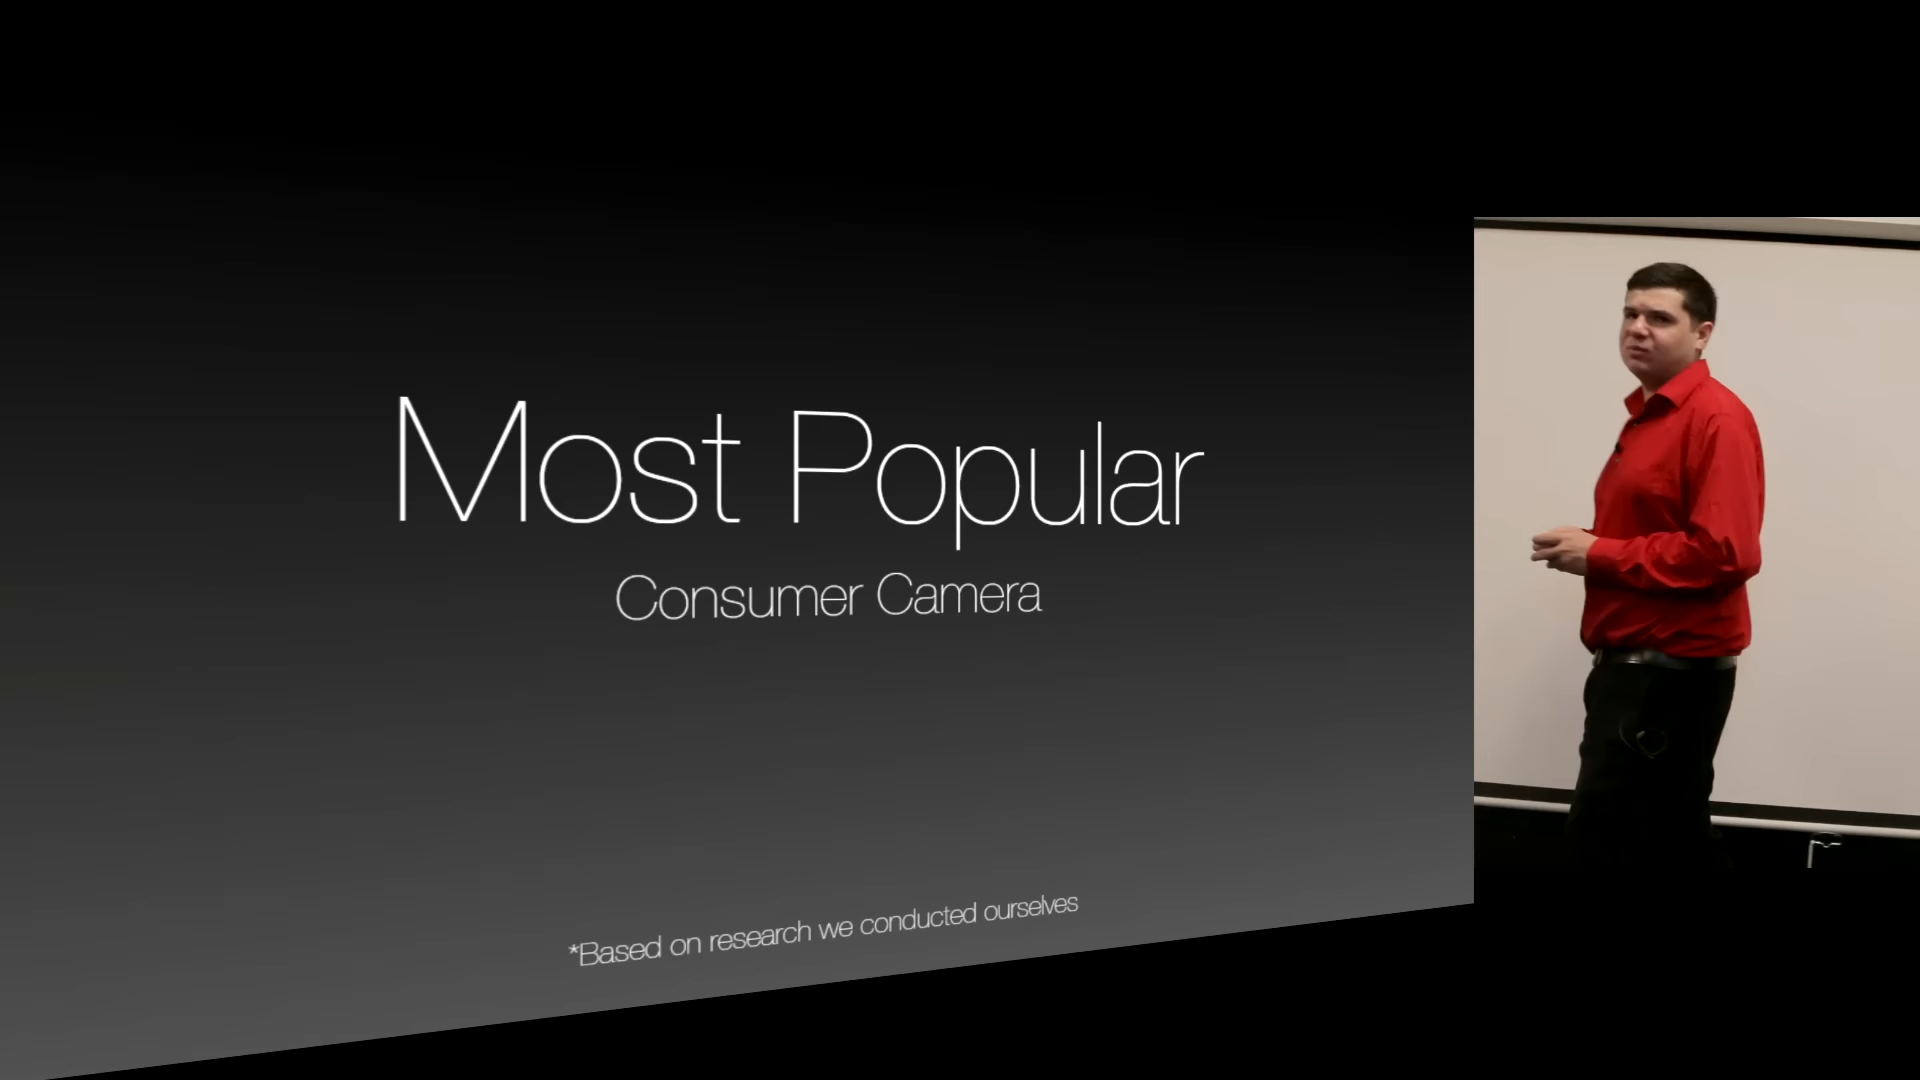 Most Popular
Consumer Camera
*Based on research we conducted ourselves